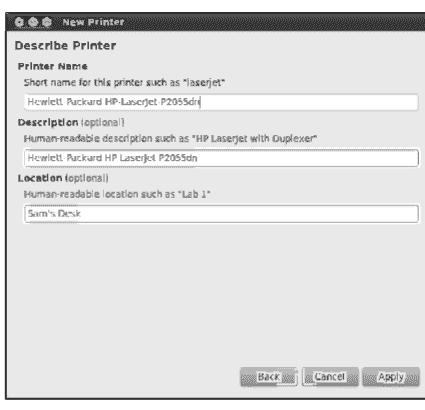 New Printer
Describe Printer
Printer Name
Short name for this printer such as "laserjet"
Hewlett-Packard-HP-LaserJet-P2055dn
Description (optional)
Human-readable description such as "HP LaserJet with Duplexer"
Hewlett-Packard HP LaserJet P2055dn
Location (optional)
Human-readable location such as "Lab 1"
Sam's Desk
Back Cancel Apply